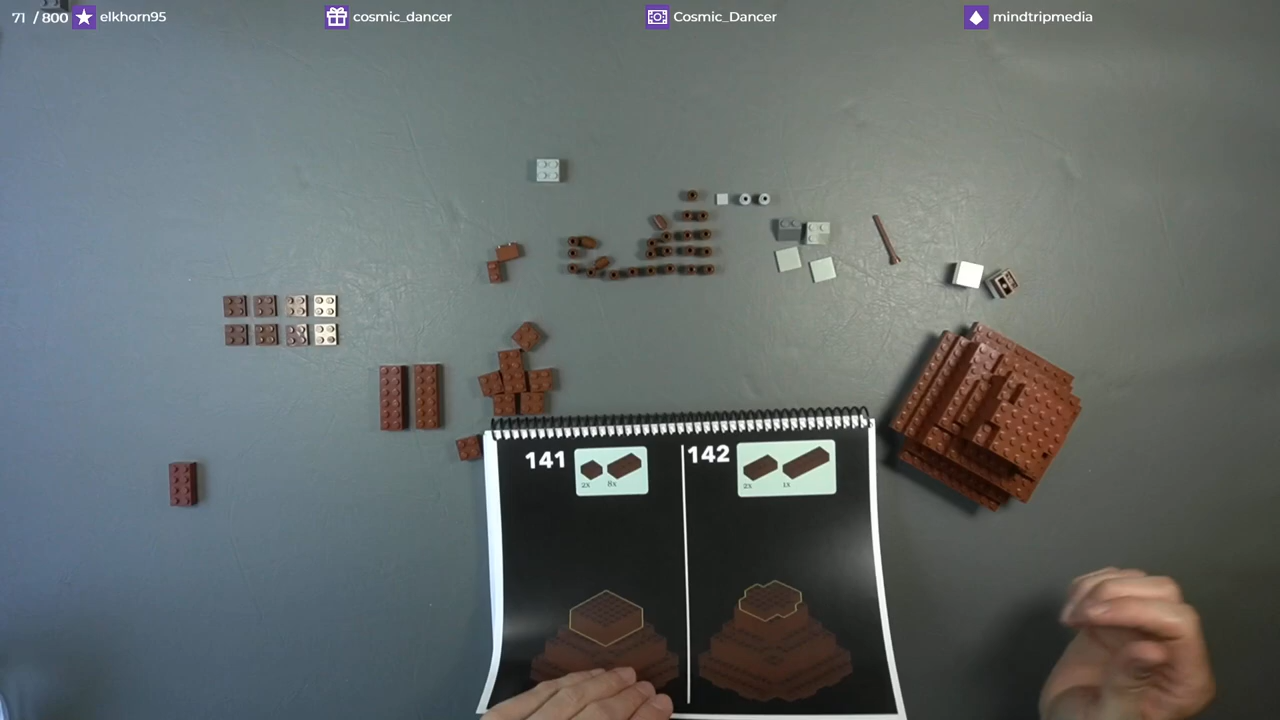 71 / 800 elkhorn95 cosmic_dancer Cosmic_Dancer mindtripmedia
141 142
2x 8x 2x 1x